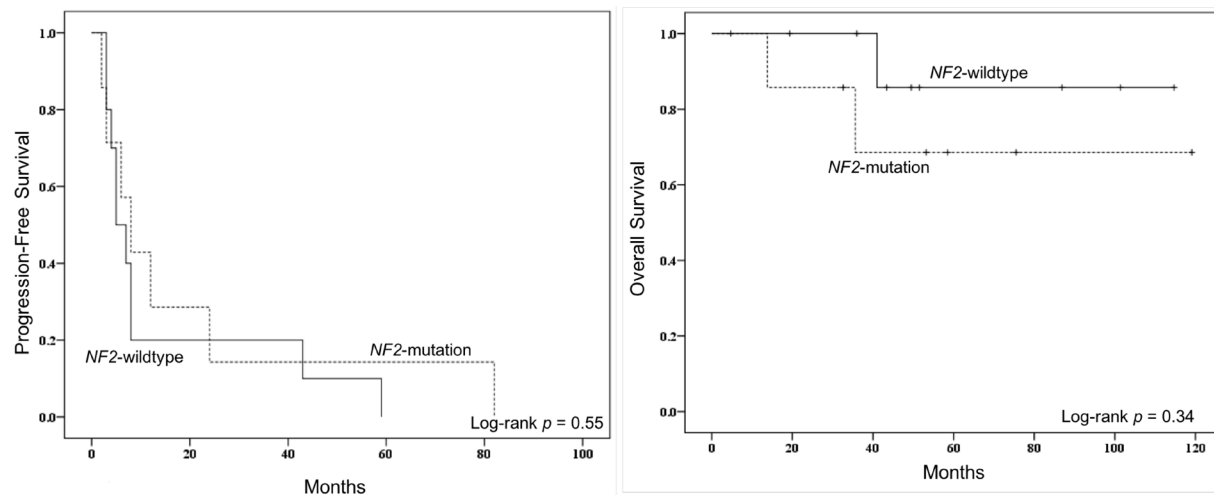 Progression-Free Survival
1.0
0.8
0.6
0.4
0.2
0.0
NF2-wildtype
NF2-mutation
Log-rank p = 0.55
0 20 40 60 80 100
Months
Overall Survival
1.0
0.8
0.6
0.4
0.2
0.0
NF2-wildtype
NF2-mutation
Log-rank p = 0.34
0 20 40 60 80 100 120
Months